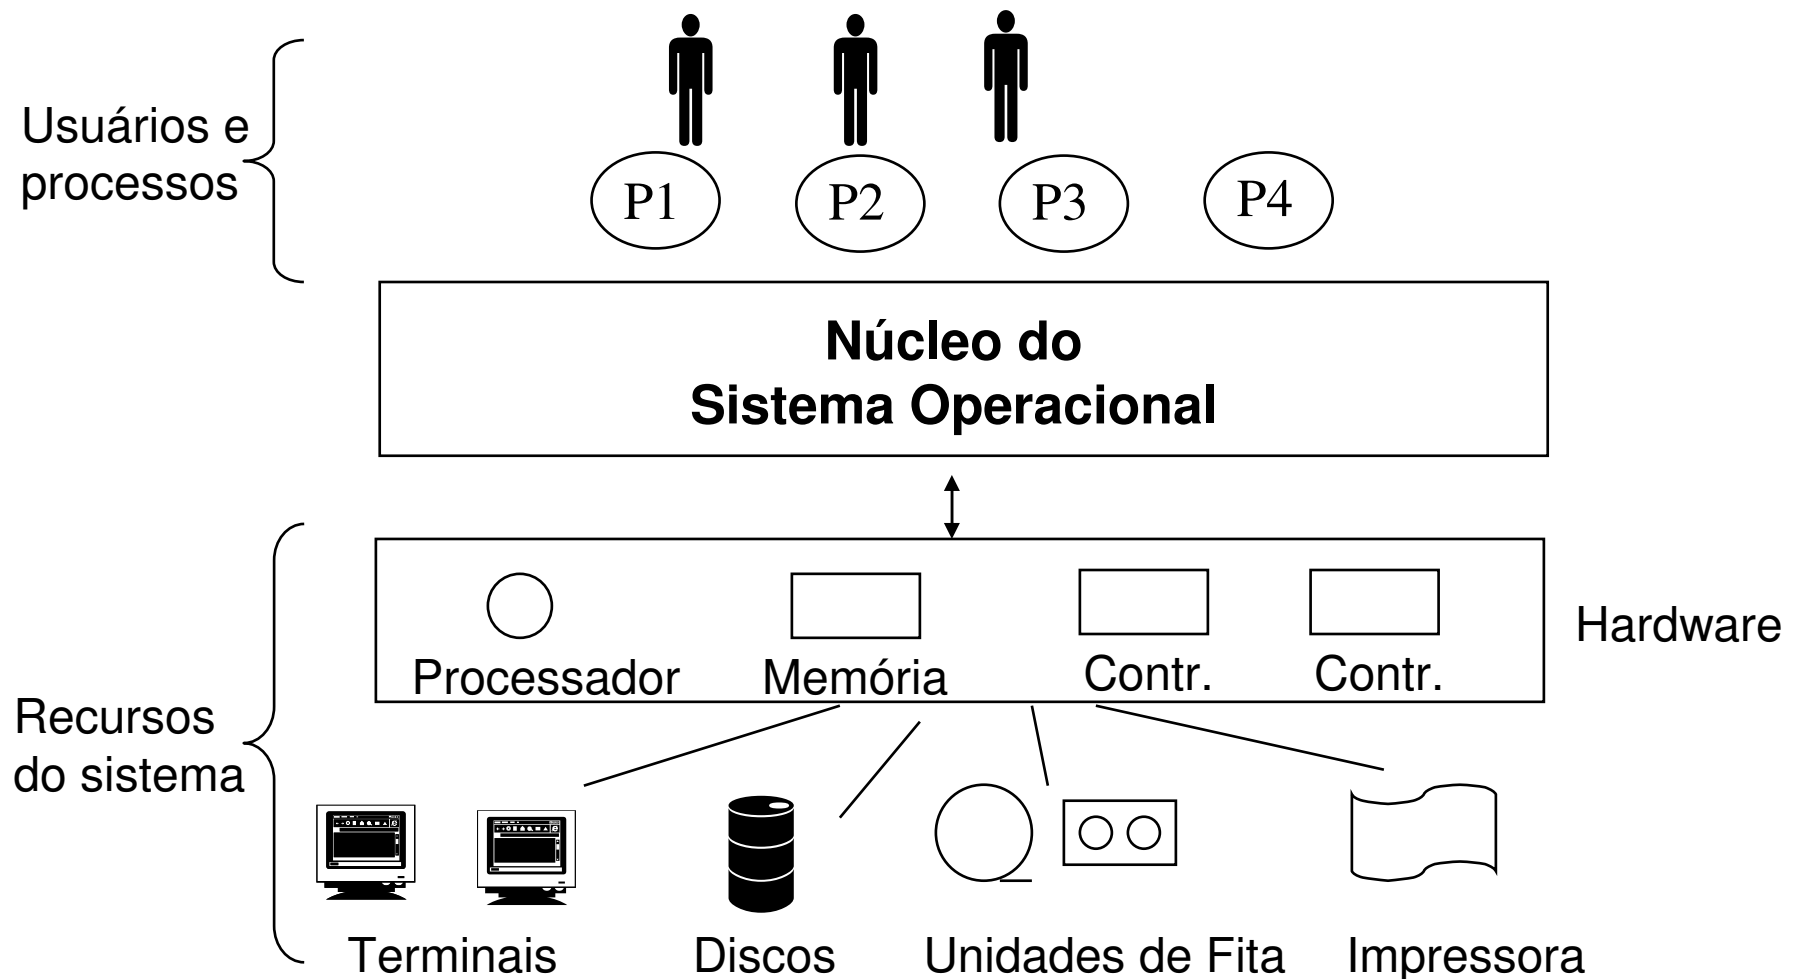 Usuários e
processos
P1
P2
P3
P4
Núcleo do
Sistema Operacional
Processador
Memória
Contr.
Contr.
Hardware
Recursos
do sistema
Terminais
Discos
Unidades de Fita
Impressora